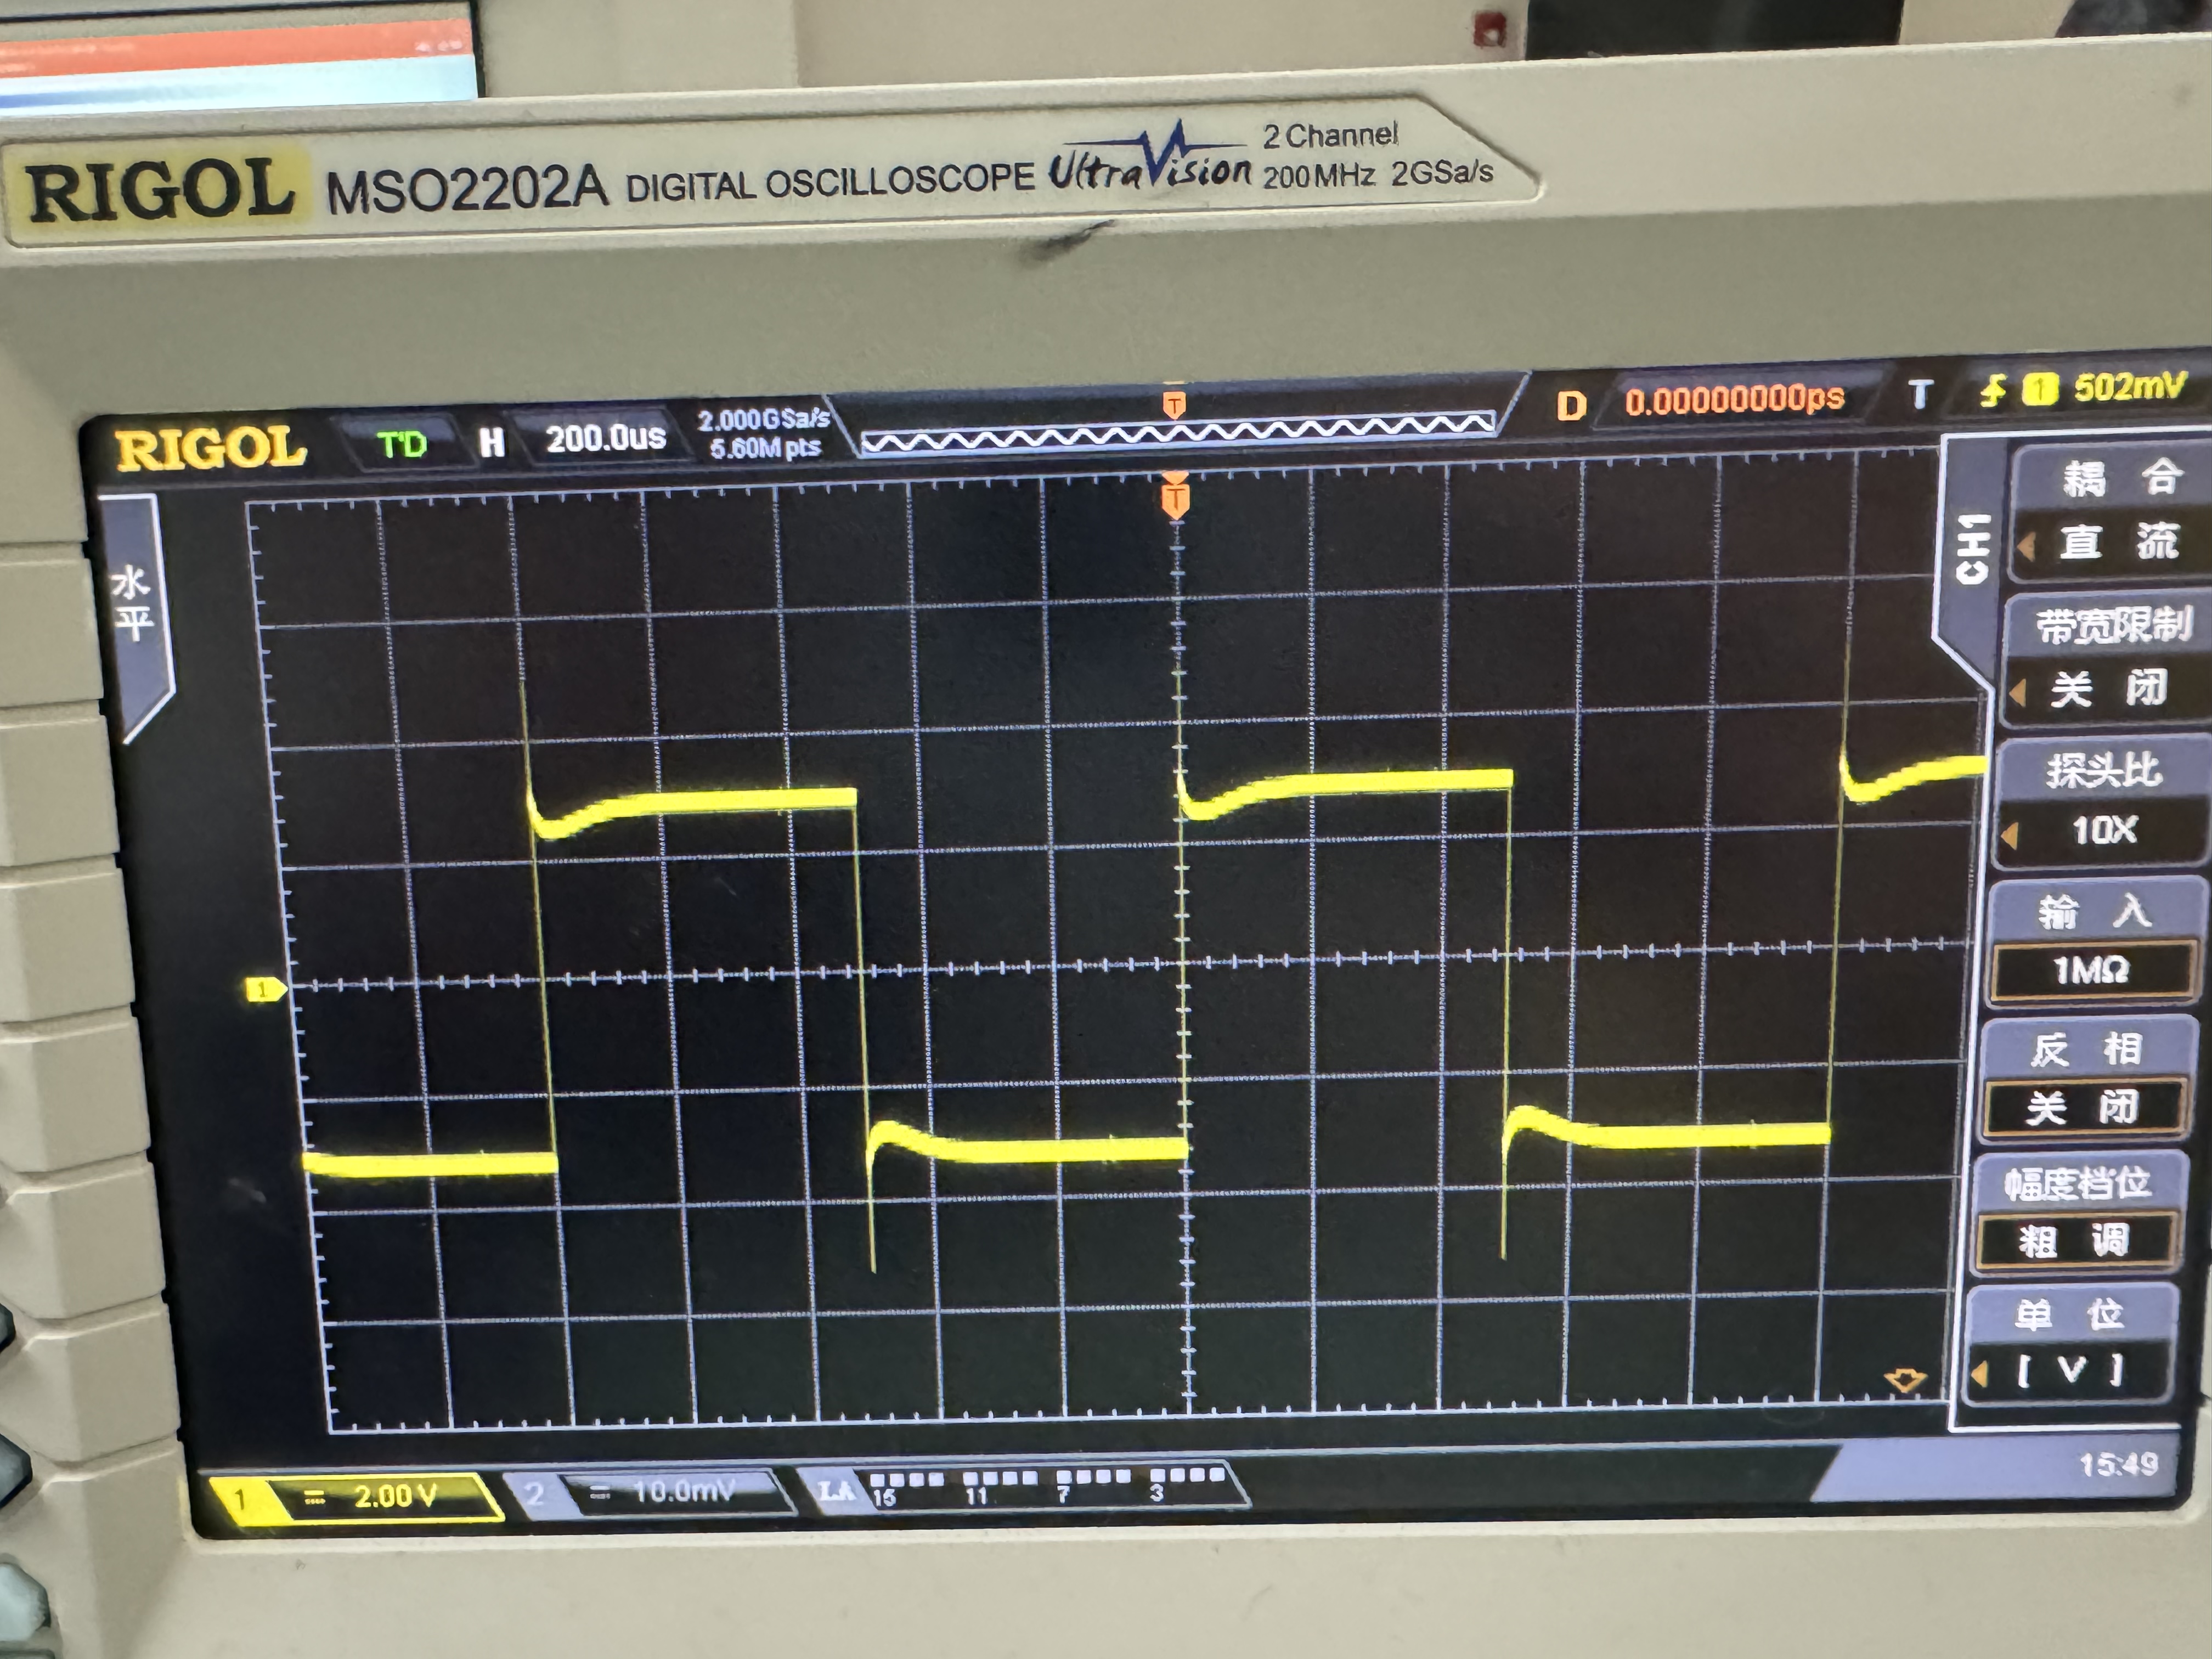 RIGOL MSO2202A DIGITAL OSCILLOSCOPE UltraVision 2 Channel
200MHz 2GSa/s
RIGOL T'D H 200.0us 2.000GSa/s
5.60M pts
T
D 0.00000000ps T 1 502mV
T
水平
CH1
耦合
直流
带宽限制
关闭
探头比
10X
输入
1MΩ
反相
关闭
幅度档位
粗调
单位
[ V ]
1
1 2.00 V 2 10.0mV LA 15 11 7 3
15:49